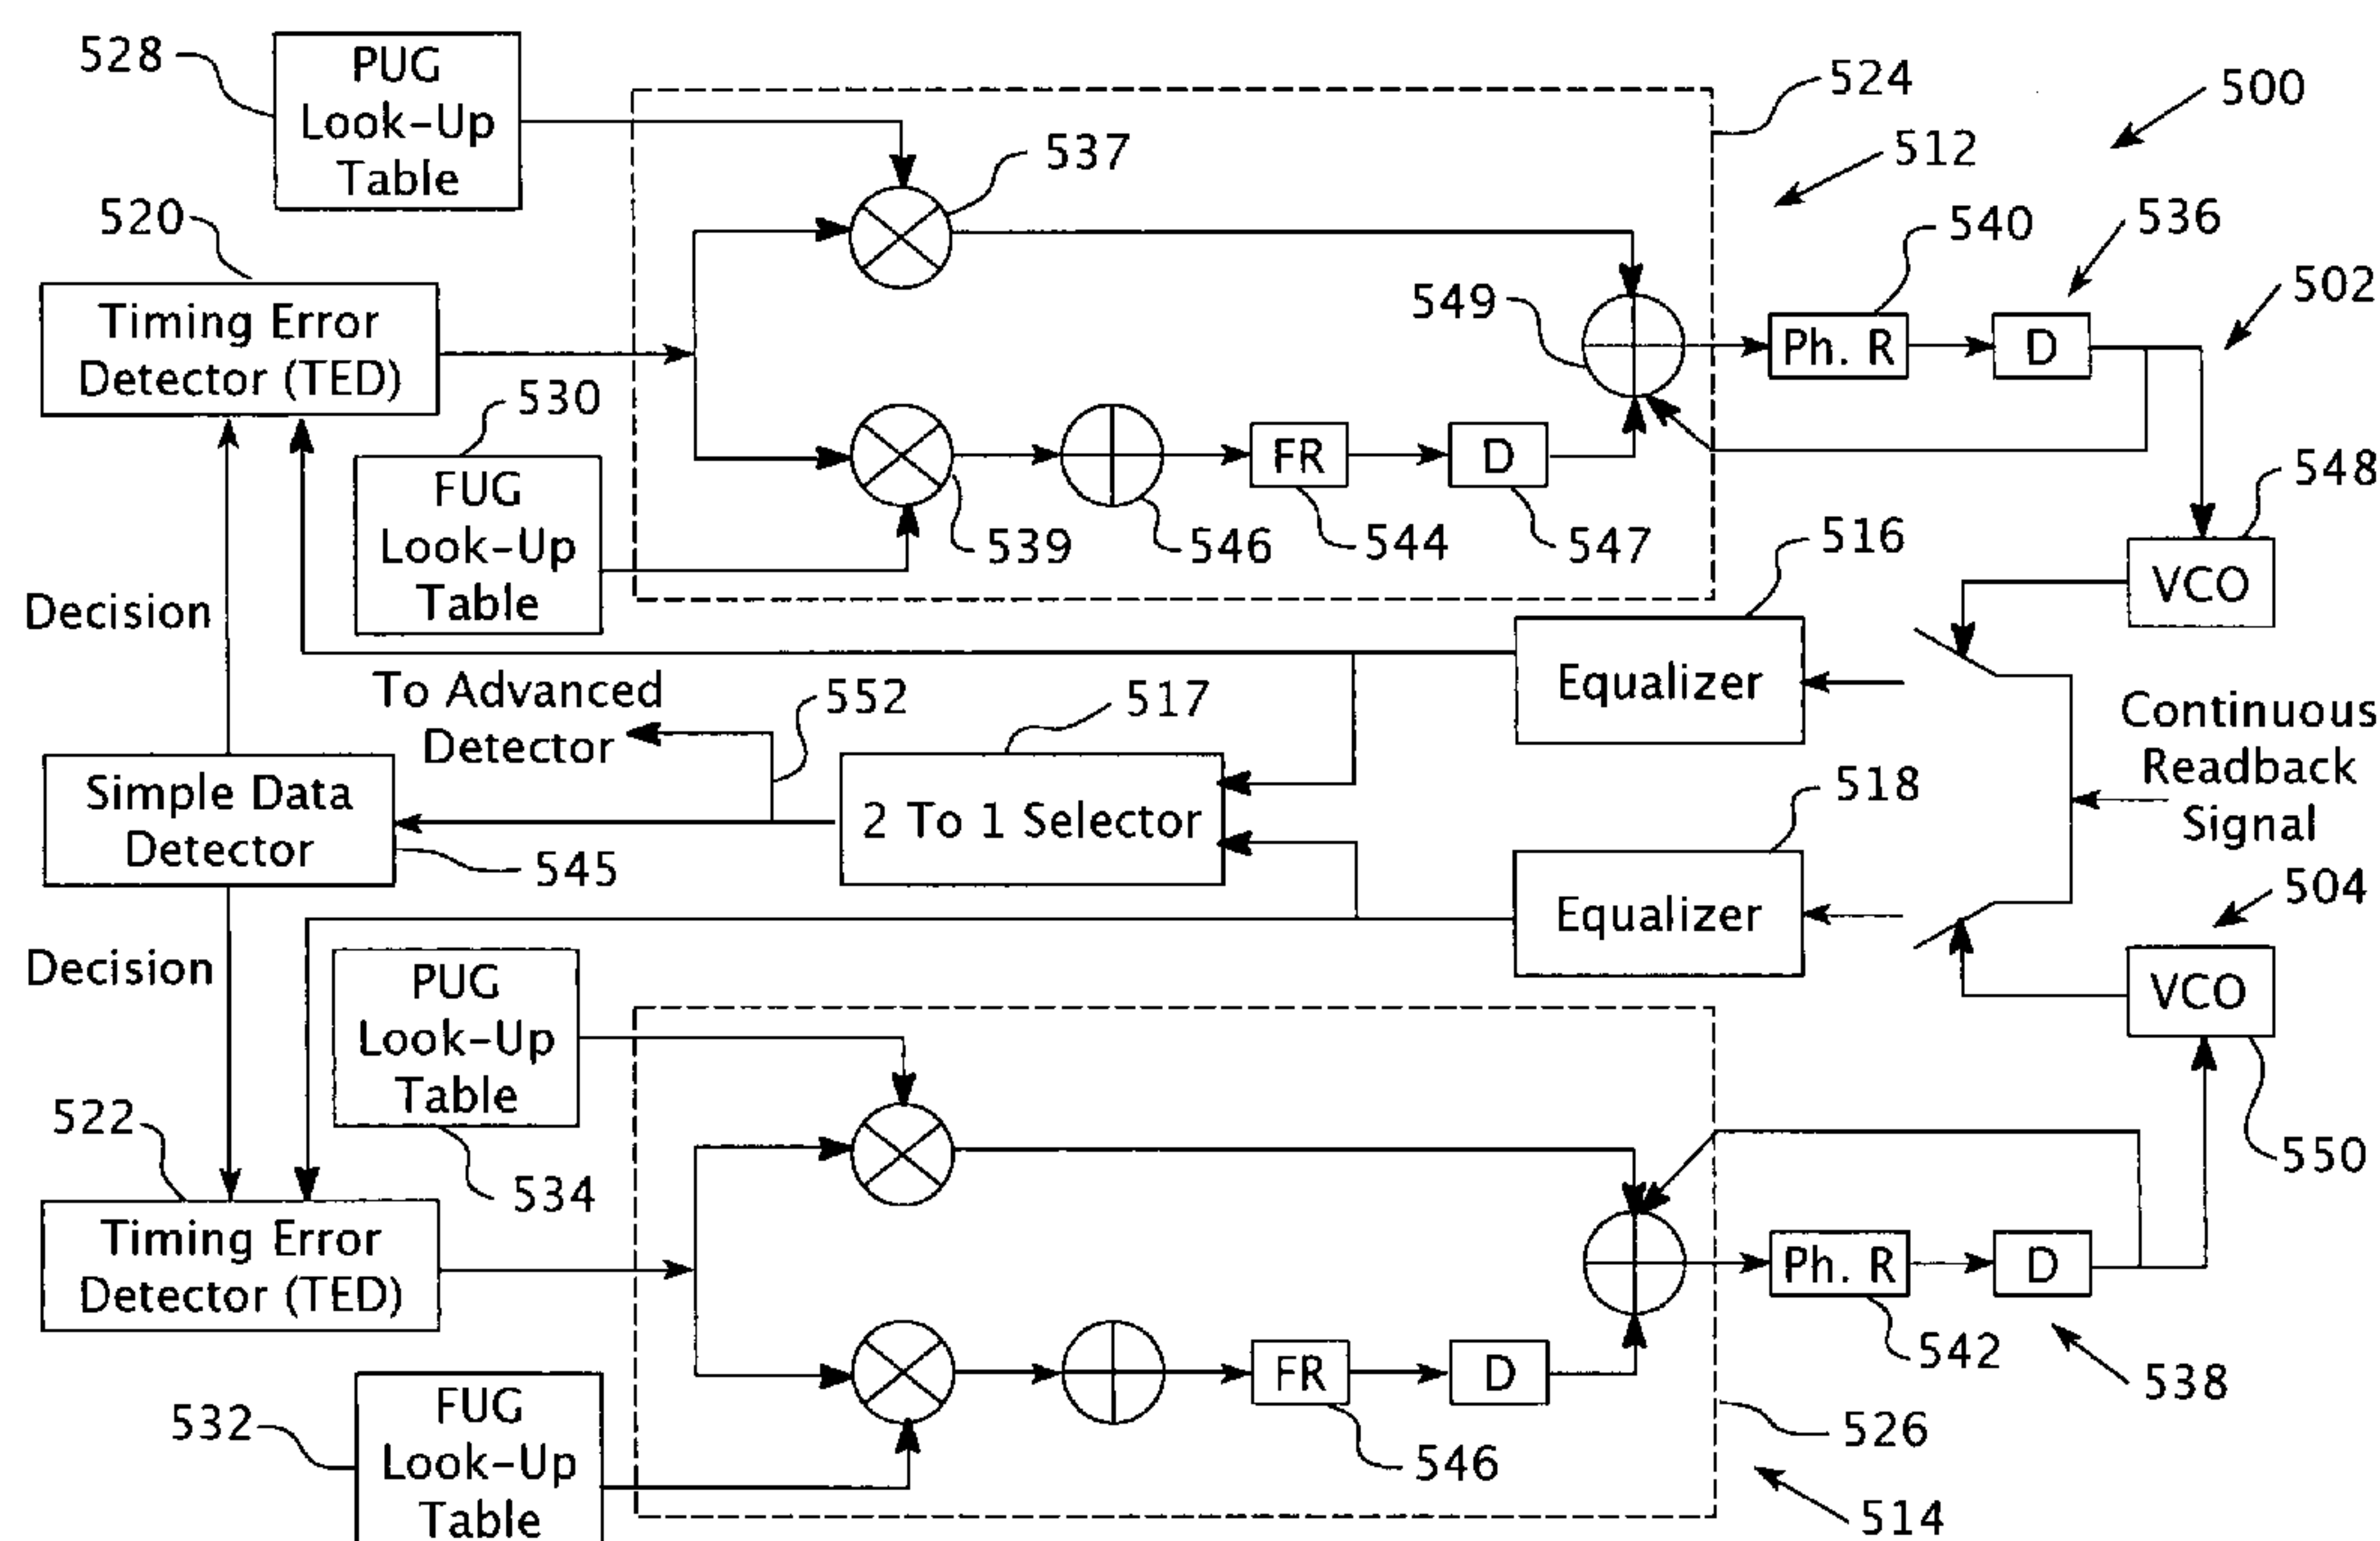 528
PUG
Look-Up
Table
524
500
537
512
520
540
536
Timing Error
Detector (TED)
549
Ph. R
D
502
530
FUG
Look-Up
Table
FR
D
539
546
544
547
548
516
VCO
Decision
Equalizer
To Advanced
Detector
552
517
Continuous
Readback
Signal
Simple Data
Detector
2 To 1 Selector
518
545
504
Equalizer
Decision
PUG
Look-Up
Table
VCO
522
534
550
Timing Error
Detector (TED)
Ph. R
D
542
538
532
FUG
Look-Up
Table
FR
D
546
526
514